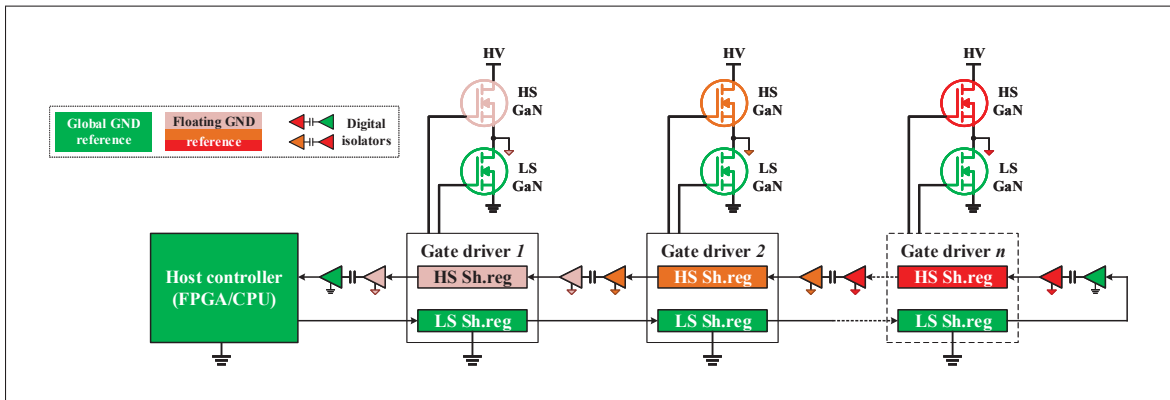 HV
HV
HV
HS
GaN
HS
GaN
HS
GaN
Global GND
reference
Floating GND
reference
Digital
isolators
LS
GaN
LS
GaN
LS
GaN
Host controller
(FPGA/CPU)
Gate driver 1
HS Sh.reg
LS Sh.reg
Gate driver 2
HS Sh.reg
LS Sh.reg
Gate driver n
HS Sh.reg
LS Sh.reg